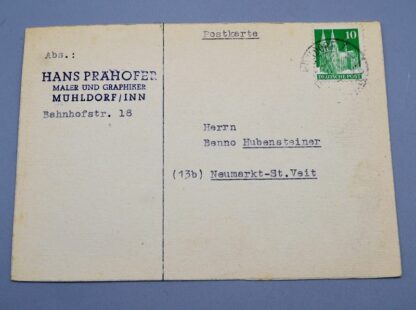 Postkarte
Abs.:
HANS PRÄHOFER
MALER UND GRAPHIKER
MÜHLDORF/INN
Bahnhofstr. 18
10
DEUTSCHE POST
Herrn
Benno Hubensteiner
(13b) Neumarkt-St.Veit